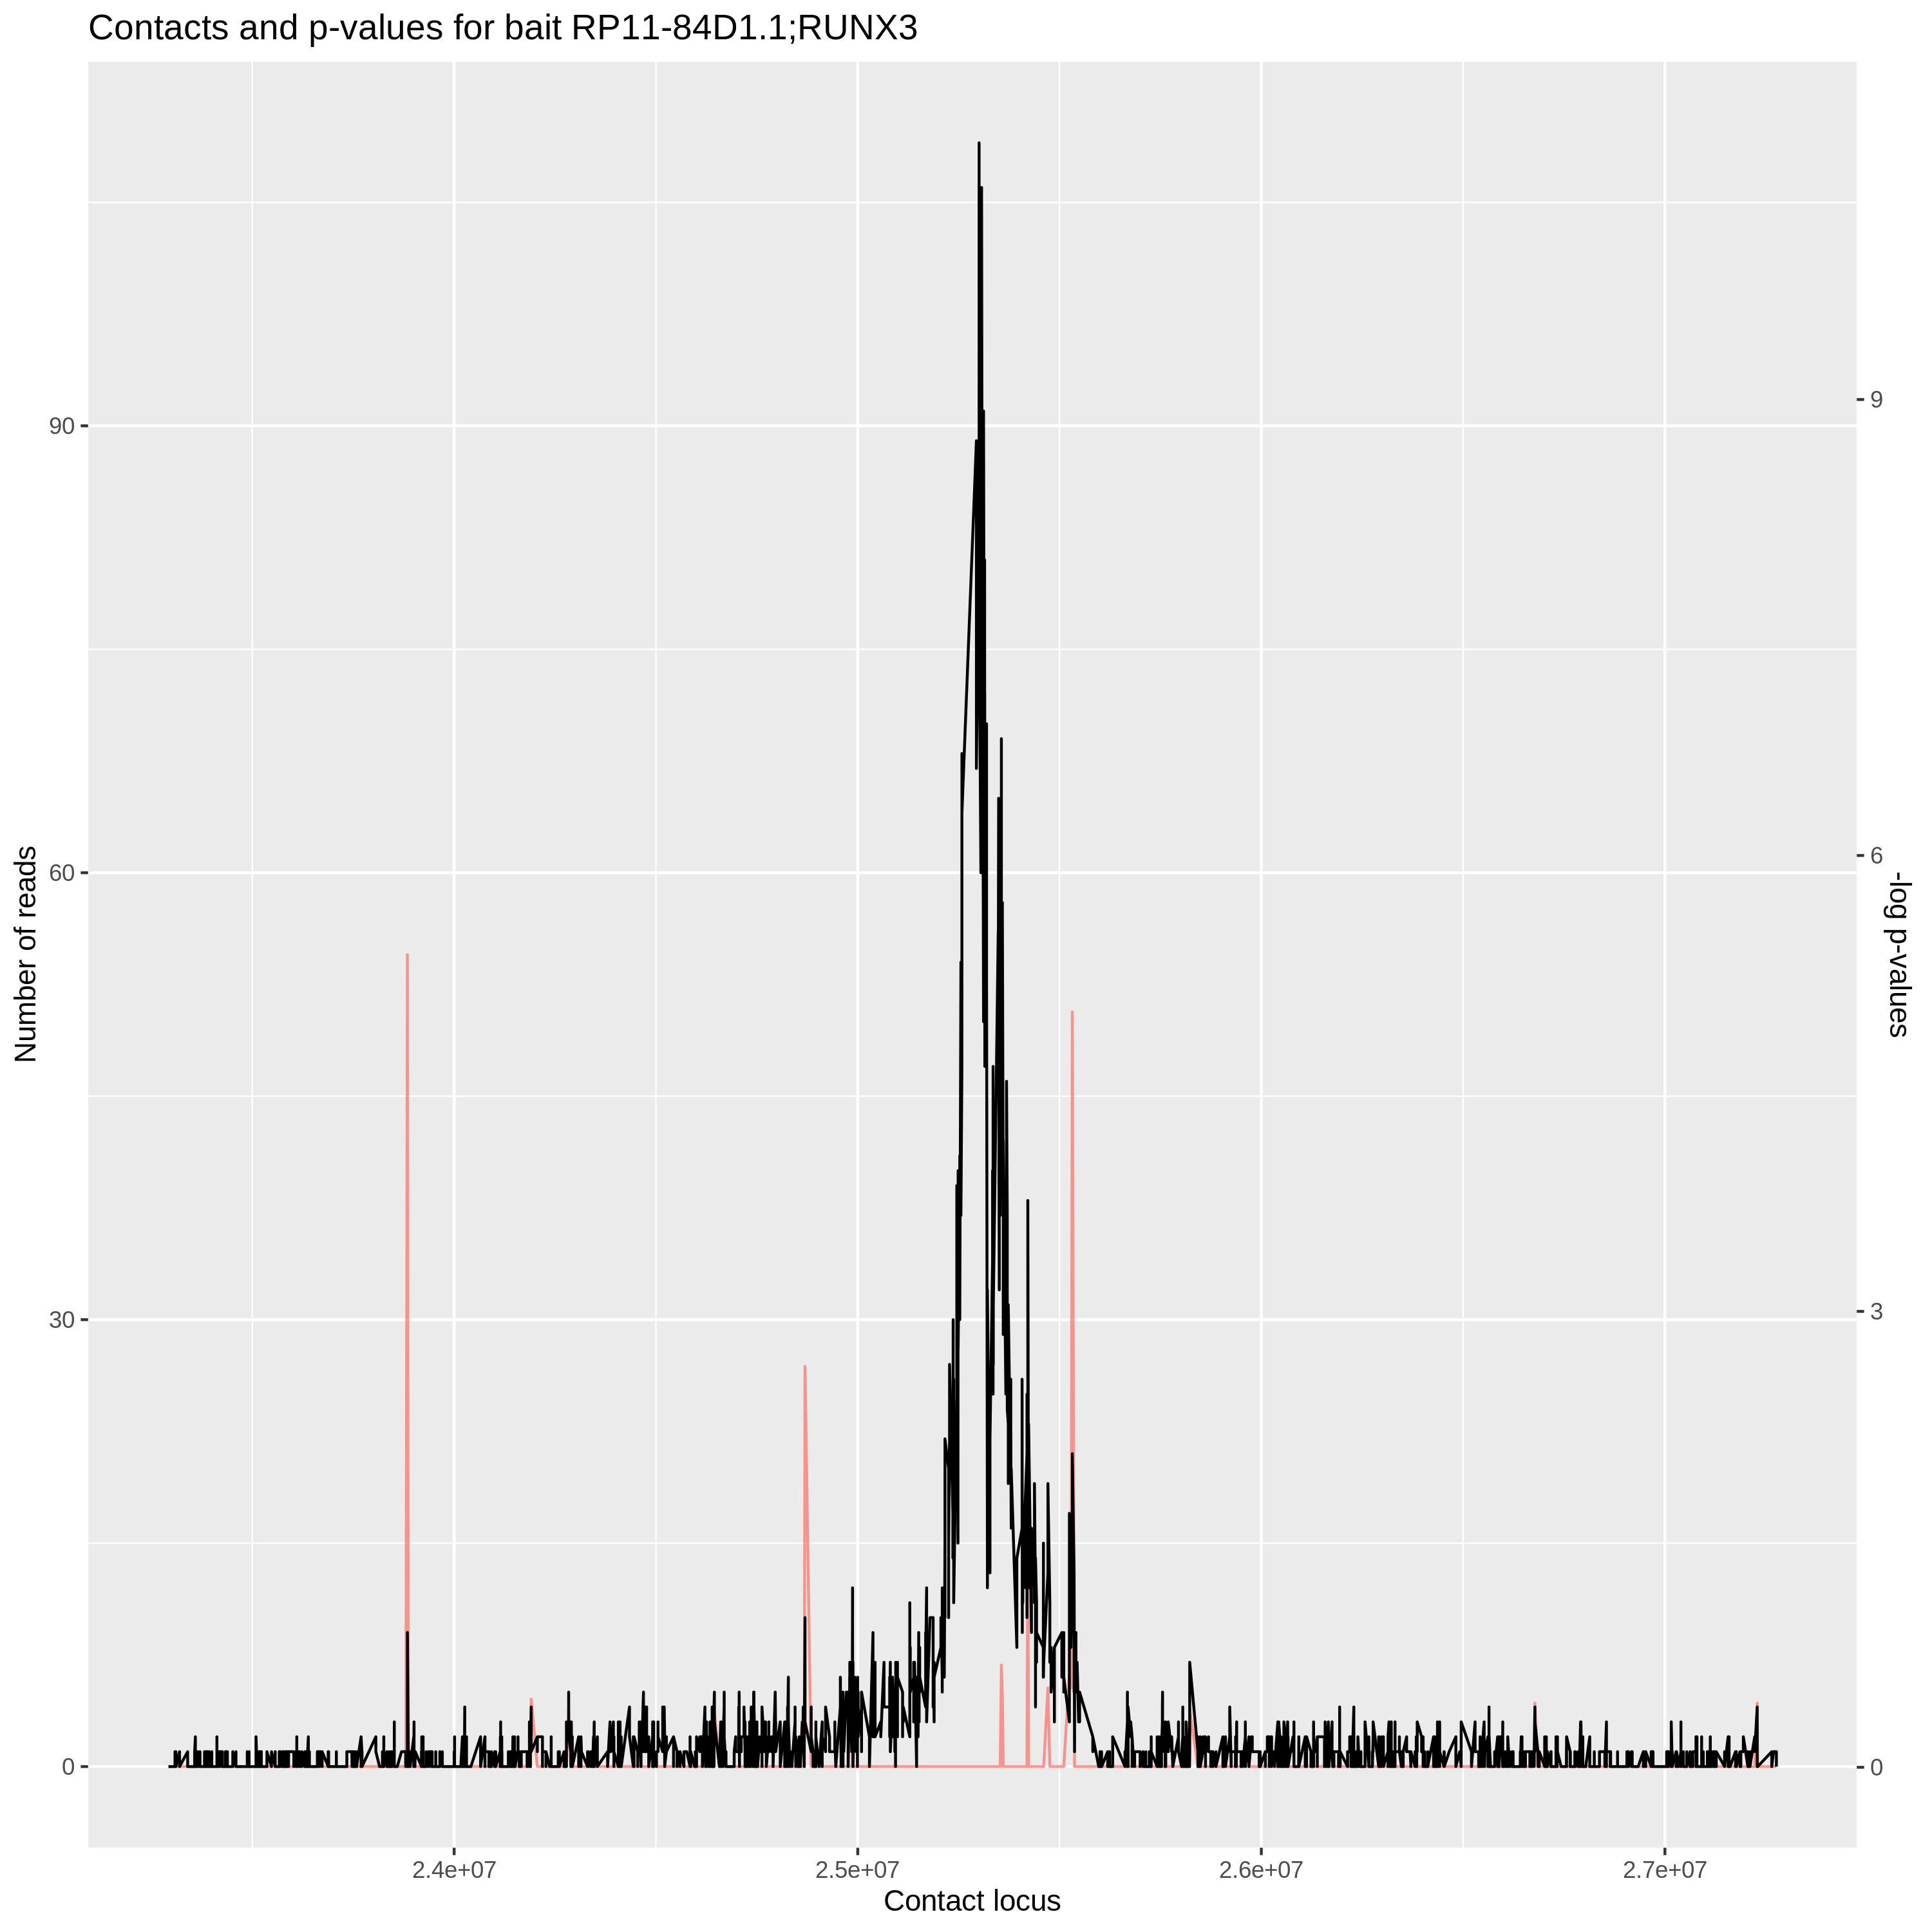 Contacts and p-values for bait RP11-84D1.1;RUNX3
90
60
30
0
Number of reads
9
6
3
0
-log p-values
2.4e+07 2.5e+07 2.6e+07 2.7e+07
Contact locus